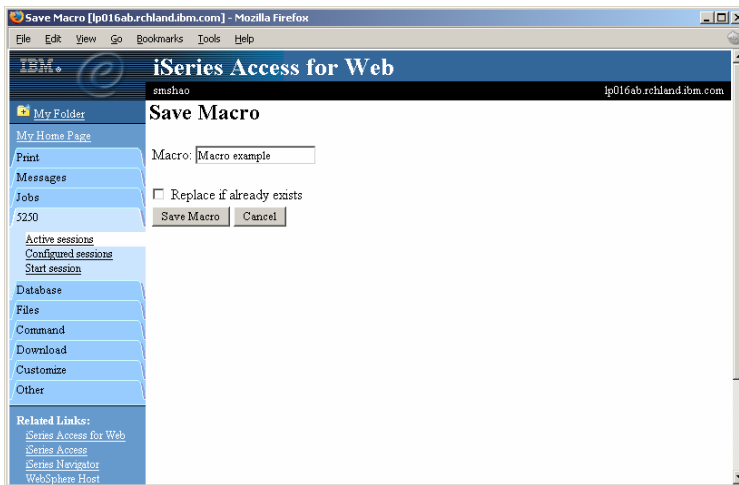 Save Macro [lp016ab.rchland.ibm.com] - Mozilla Firefox
File Edit View Go Bookmarks Tools Help
IBM. e iSeries Access for Web
smshao lp016ab.rchland.ibm.com
My Folder
My Home Page
Print
Messages
Jobs
5250
Active sessions
Configured sessions
Start session
Database
Files
Command
Download
Customize
Other
Related Links:
iSeries Access for Web
iSeries Access
iSeries Navigator
WebSphere Host
Save Macro
Macro: Macro example
Replace if already exists
Save Macro Cancel